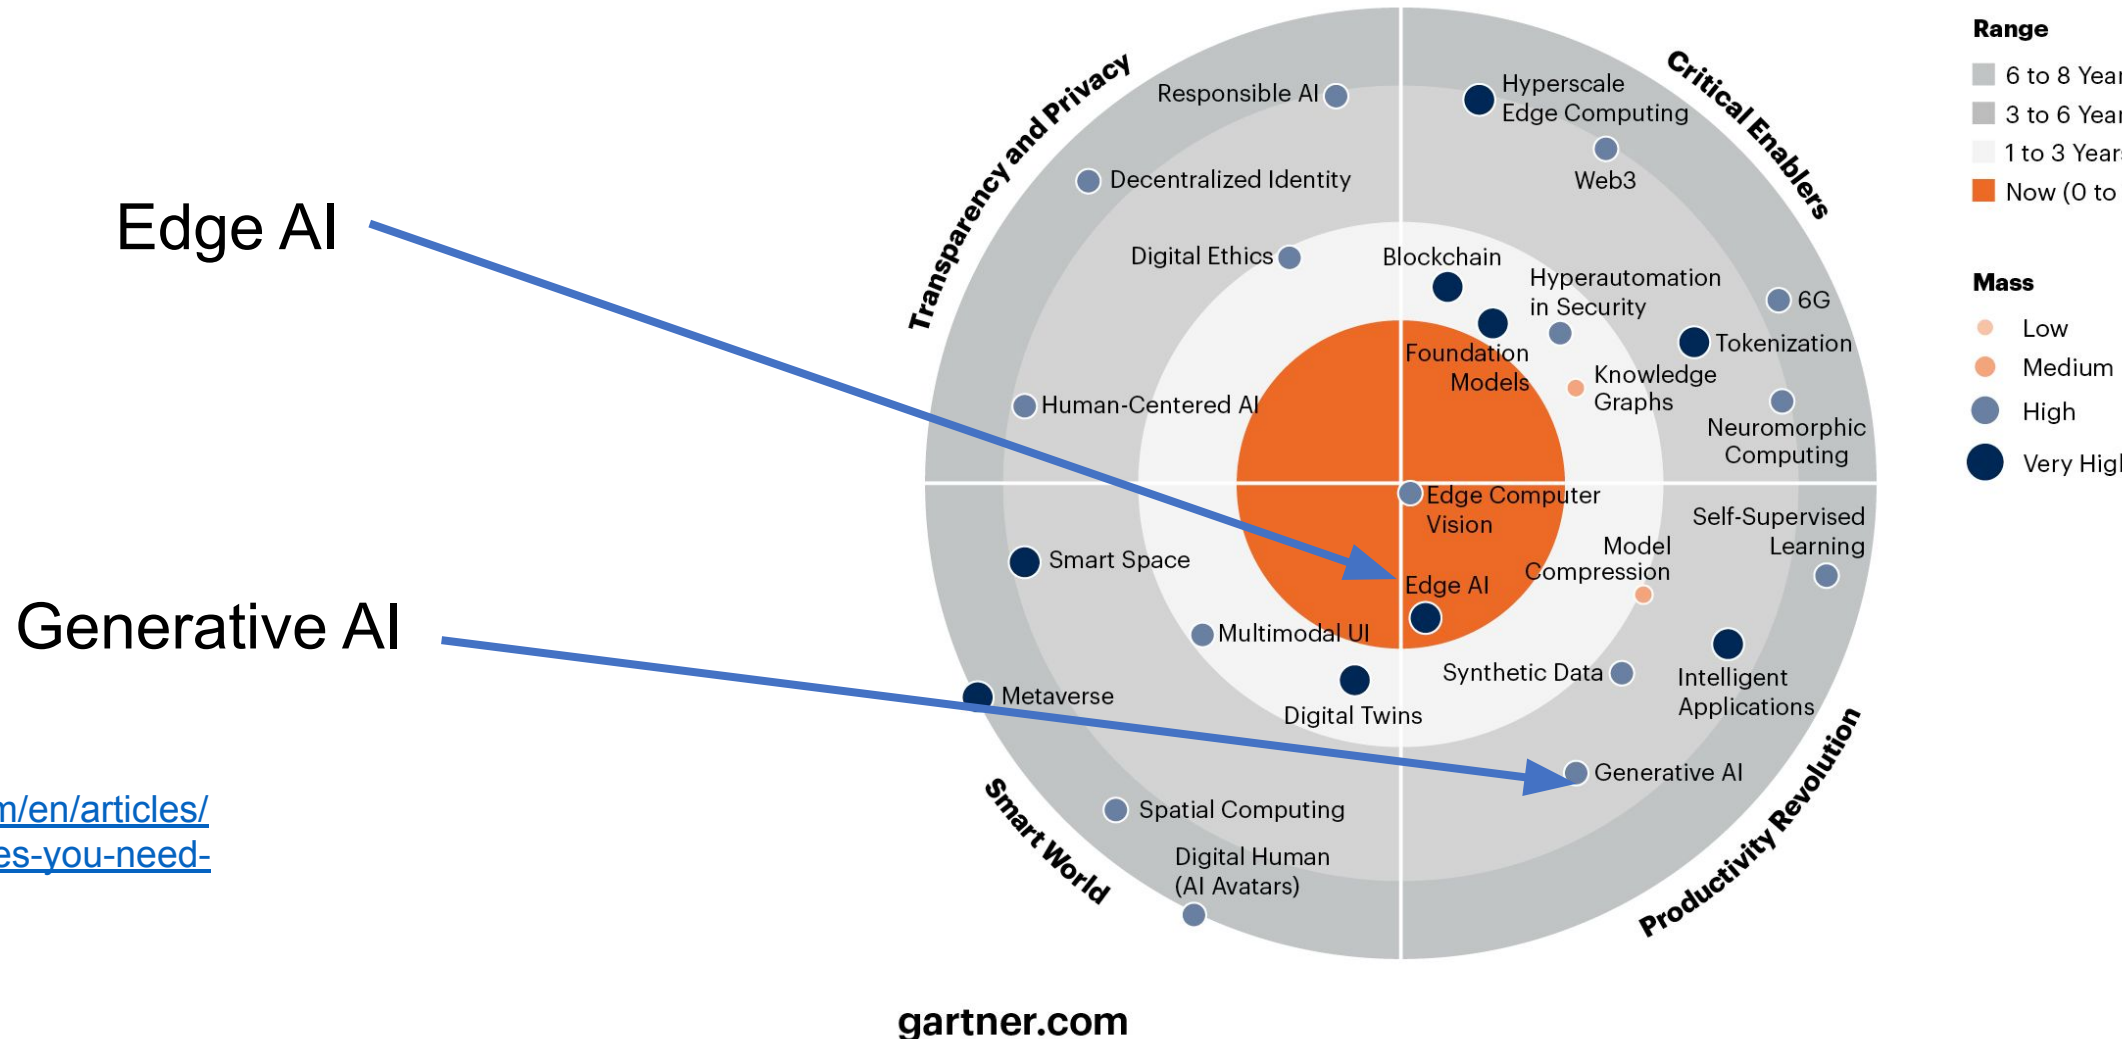 Edge AI
Generative AI
m/en/articles/
es-you-need-
Transparency and Privacy
Critical Enablers
Smart World
Productivity Revolution
Responsible AI
Decentralized Identity
Digital Ethics
Human-Centered AI
Hyperscale
Edge Computing
Web3
Blockchain
Hyperautomation
in Security
6G
Tokenization
Foundation
Models
Knowledge
Graphs
Neuromorphic
Computing
Smart Space
Multimodal UI
Metaverse
Digital Twins
Spatial Computing
Digital Human
(AI Avatars)
Edge Computer
Vision
Self-Supervised
Learning
Model
Compression
Edge AI
Synthetic Data
Intelligent
Applications
Generative AI
Range
6 to 8 Year
3 to 6 Year
1 to 3 Years
Now (0 to
Mass
Low
Medium
High
Very High
gartner.com